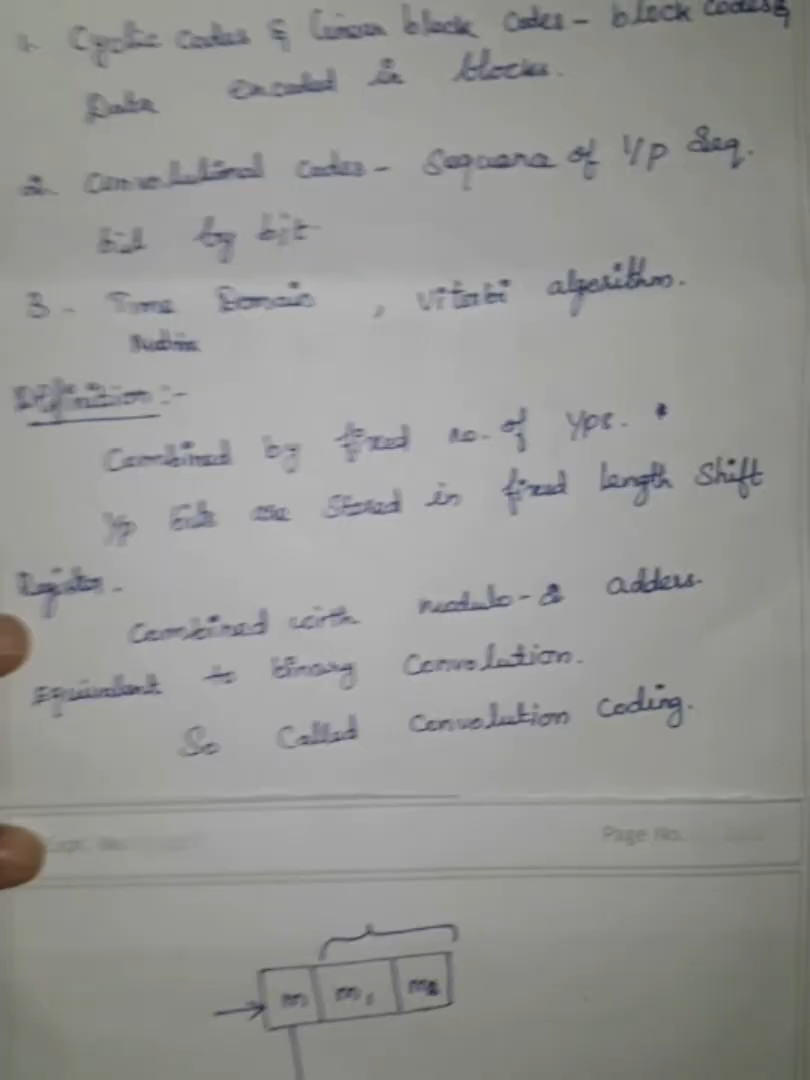 1. Cyclic codes & Linear block codes - block codes &
Data encoded in blocks.
2. Convolutional codes - Sequence of I/p Seq.
bit by bit
3. Time Domain , Viterbi algorithm.
Definition :-
Combined by fixed no. of I/ps.
I/p bits are stored in fixed length shift
Register.
Combined with modulo-2 adders.
Equivalent to binary Convolution.
So Called Convolution Coding.
Expt. No. Page No.
m m1 m2